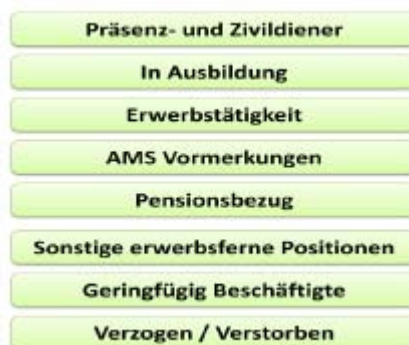 Präsenz- und Zivildiener
In Ausbildung
Erwerbstätigkeit
AMS Vormerkungen
Pensionsbezug
Sonstige erwerbsferne Positionen
Geringfügig Beschäftigte
Verzogen / Verstorben